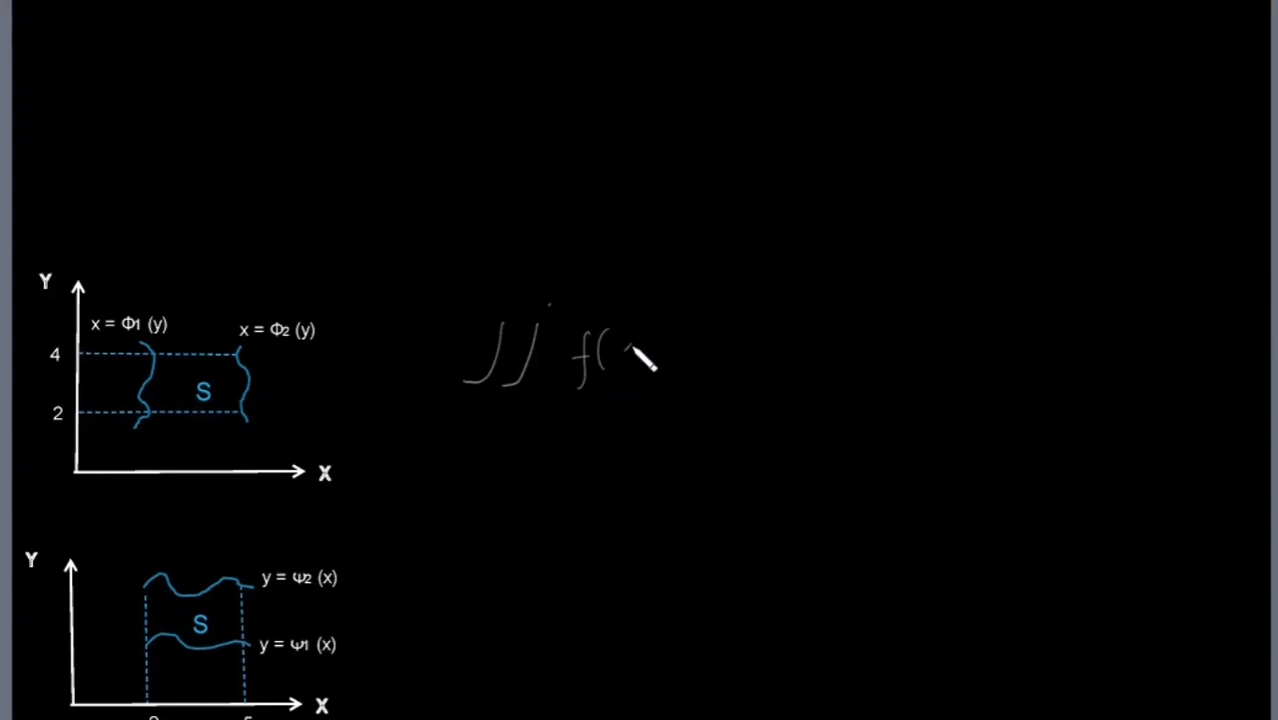 Y
x = Φ1 (y)
x = Φ2 (y)
4
S
2
X
∫∫ f(
Y
y = ψ2 (x)
S
y = ψ1 (x)
X